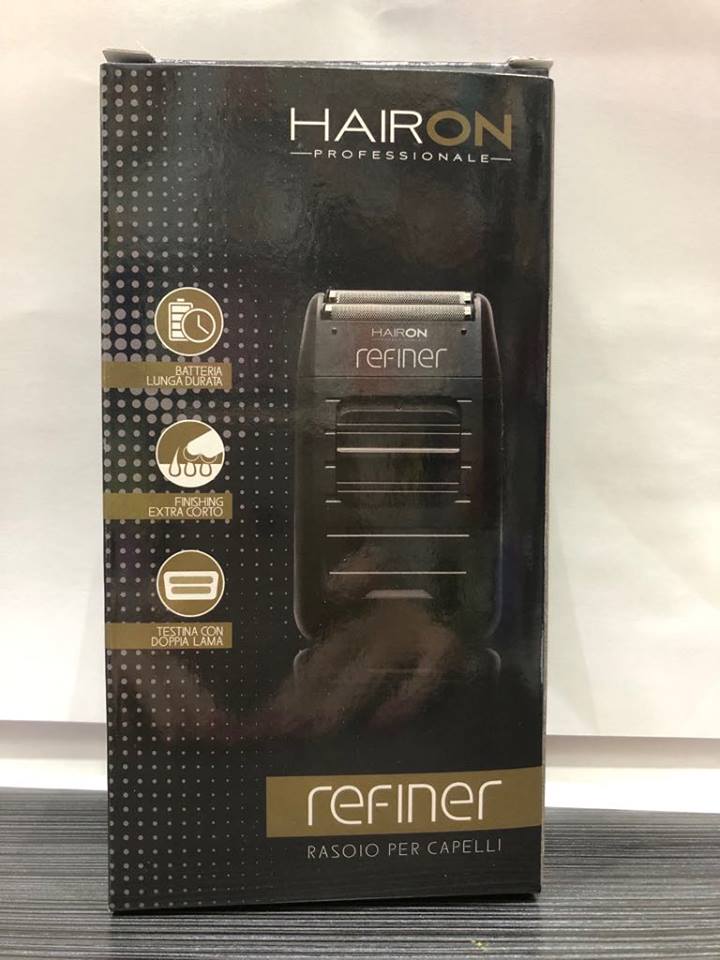 HAIRON
PROFESSIONALE
HAIRON
refiner
BATTERIA
LUNGA DURATA
FINISHING
EXTRA CORTO
TESTINA CON
DOPPIA LAMA
refiner
RASOIO PER CAPELLI